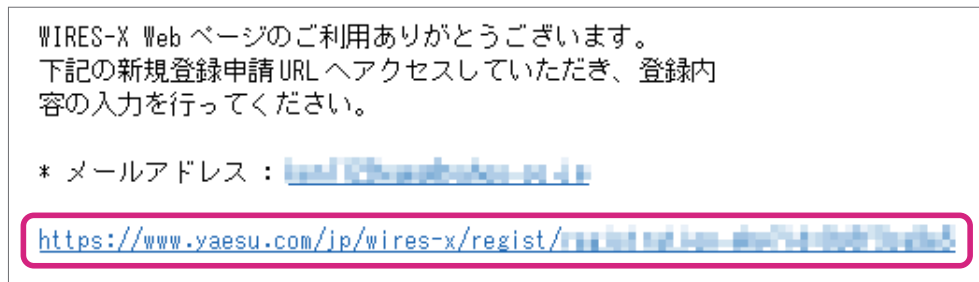 WIRES-X Web ページのご利用ありがとうございます。
下記の新規登録申請URLへアクセスしていただき、登録内
容の入力を行ってください。
* メールアドレス :
https://www.yaesu.com/jp/wires-x/regist/